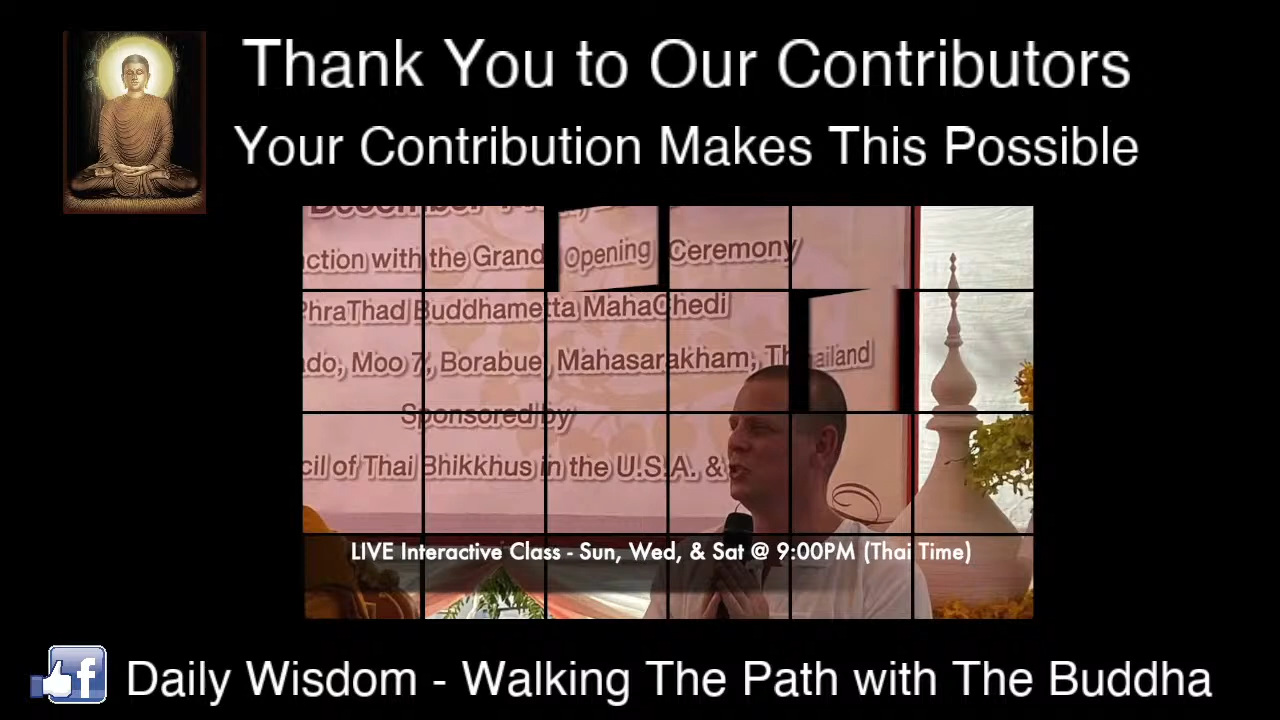 Thank You to Our Contributors
Your Contribution Makes This Possible
ction with the Grand Opening Ceremony
PhraThad Buddhametta MahaChedi
do, Moo 7, Borabue, Mahasarakham, Thailand
Sponsored by
cil of Thai Bhikkhus in the U.S.A. &
LIVE Interactive Class - Sun, Wed, & Sat @ 9:00PM (Thai Time)
f Daily Wisdom - Walking The Path with The Buddha